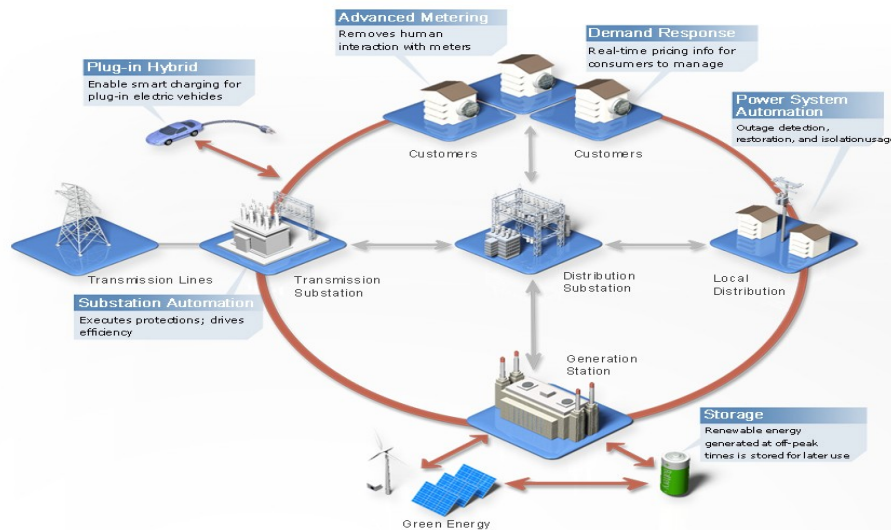 Advanced Metering
Removes human
interaction with meters
Demand Response
Real-time pricing info for
consumers to manage
Plug-in Hybrid
Enable smart charging for
plug-in electric vehicles
Power System
Automation
Outage detection,
restoration, and isolationusage
Customers
Customers
Transmission Lines
Transmission
Substation
Distribution
Substation
Local
Distribution
Substation Automation
Executes protections; drives
efficiency
Generation
Station
Storage
Renewable energy
generated at off-peak
times is stored for later use
Green Energy